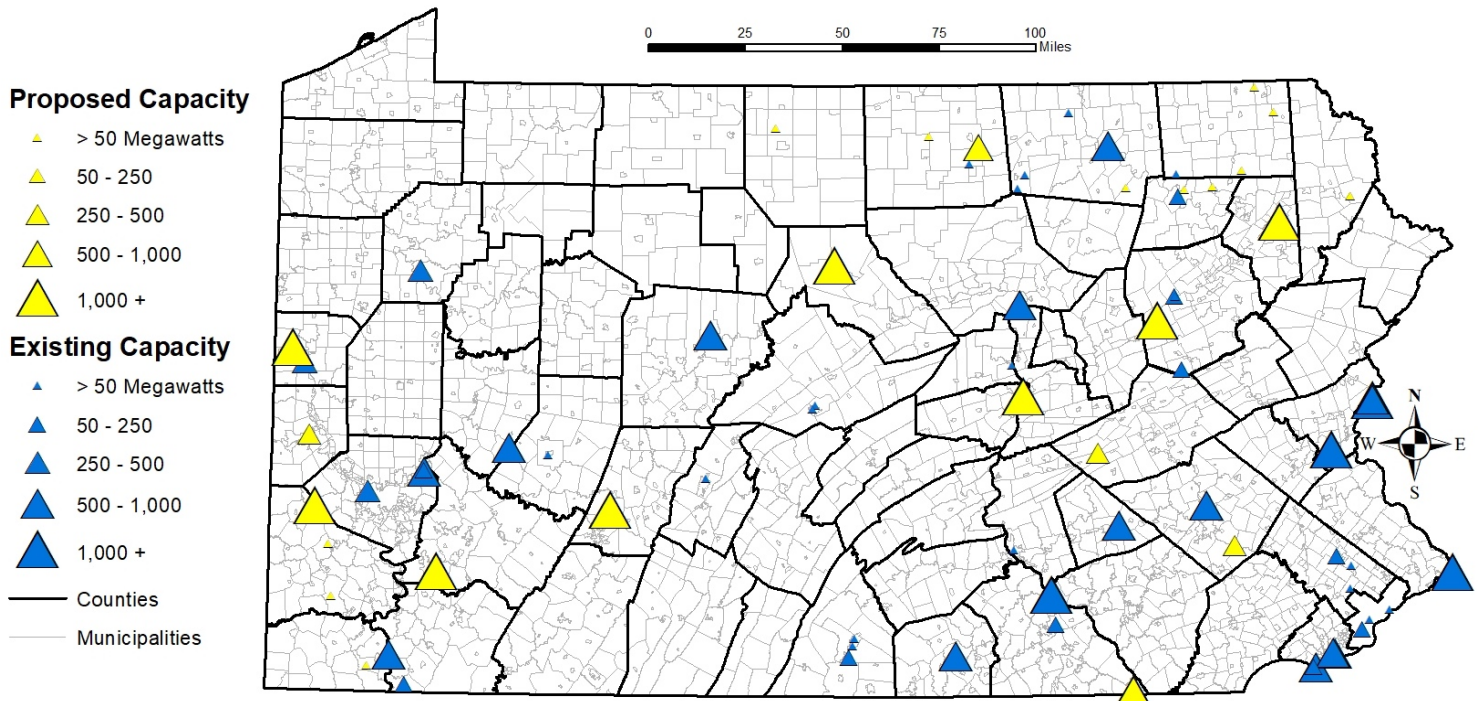 0 25 50 75 100
Miles
Proposed Capacity
> 50 Megawatts
50 - 250
250 - 500
500 - 1,000
1,000 +
Existing Capacity
> 50 Megawatts
50 - 250
250 - 500
500 - 1,000
1,000 +
Counties
Municipalities
N
W E
S